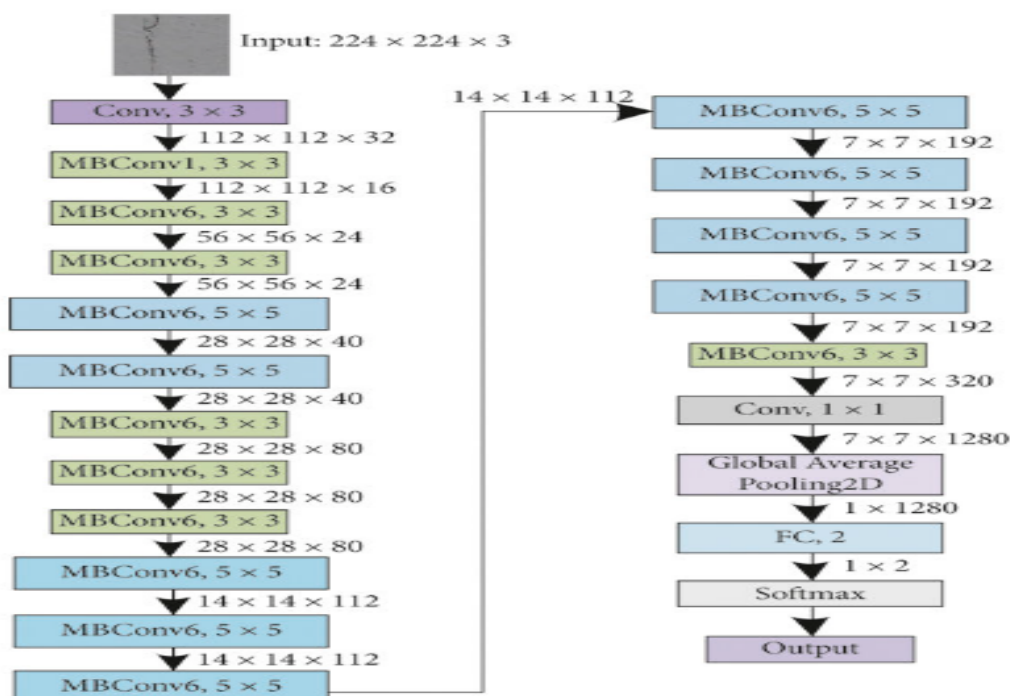 Input: 224 × 224 × 3
Conv, 3 × 3
112 × 112 × 32
MBConv1, 3 × 3
112 × 112 × 16
MBConv6, 3 × 3
56 × 56 × 24
MBConv6, 3 × 3
56 × 56 × 24
MBConv6, 5 × 5
28 × 28 × 40
MBConv6, 5 × 5
28 × 28 × 40
MBConv6, 3 × 3
28 × 28 × 80
MBConv6, 3 × 3
28 × 28 × 80
MBConv6, 3 × 3
28 × 28 × 80
MBConv6, 5 × 5
14 × 14 × 112
MBConv6, 5 × 5
14 × 14 × 112
MBConv6, 5 × 5
14 × 14 × 112
MBConv6, 5 × 5
7 × 7 × 192
MBConv6, 5 × 5
7 × 7 × 192
MBConv6, 5 × 5
7 × 7 × 192
MBConv6, 5 × 5
7 × 7 × 192
MBConv6, 3 × 3
7 × 7 × 320
Conv, 1 × 1
7 × 7 × 1280
Global Average
Pooling2D
1 × 1280
FC, 2
1 × 2
Softmax
Output